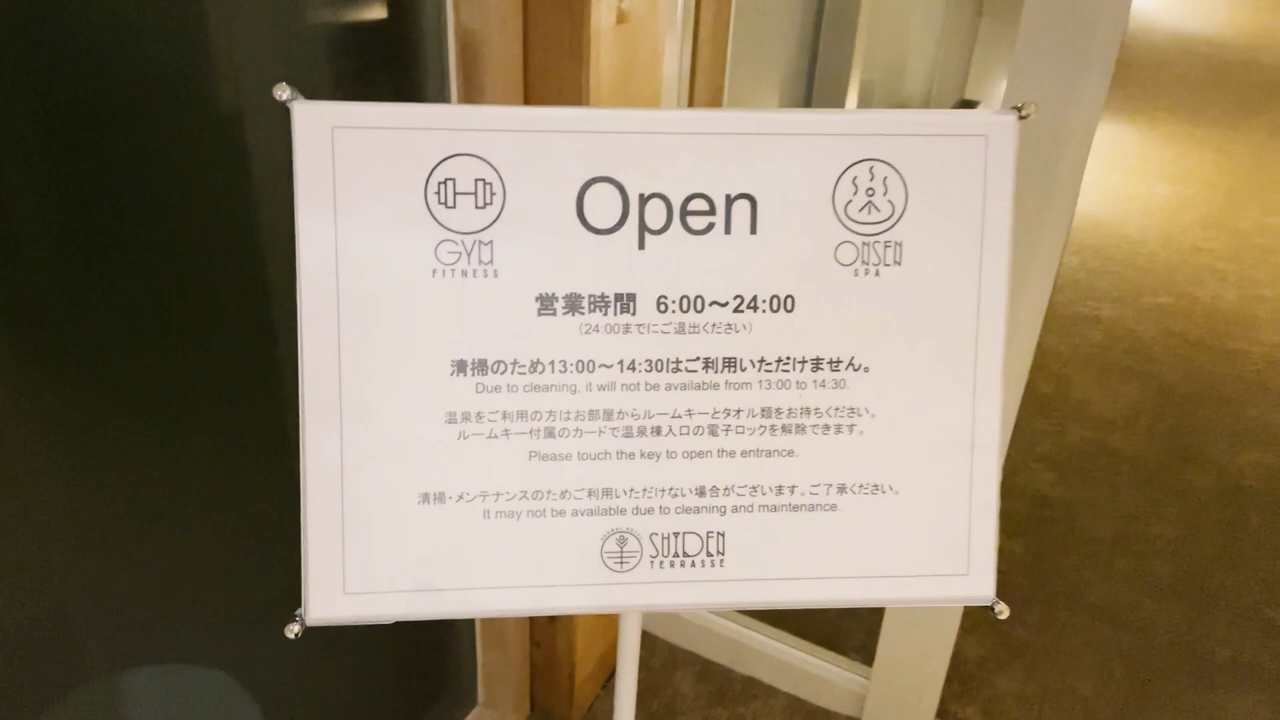 Open
GYM
FITNESS
ONSEN
SPA
営業時間 6:00～24:00
（24:00までにご退出ください）
清掃のため13:00～14:30はご利用いただけません。
Due to cleaning, it will not be available from 13:00 to 14:30.
温泉をご利用の方はお部屋からルームキーとタオル類をお持ちください。
ルームキー付属のカードで温泉棟入口の電子ロックを解除できます。
Please touch the key to open the entrance.
清掃・メンテナンスのためご利用いただけない場合がございます。ご了承ください。
It may not be available due to cleaning and maintenance.
SUIDEN
TERRASSE